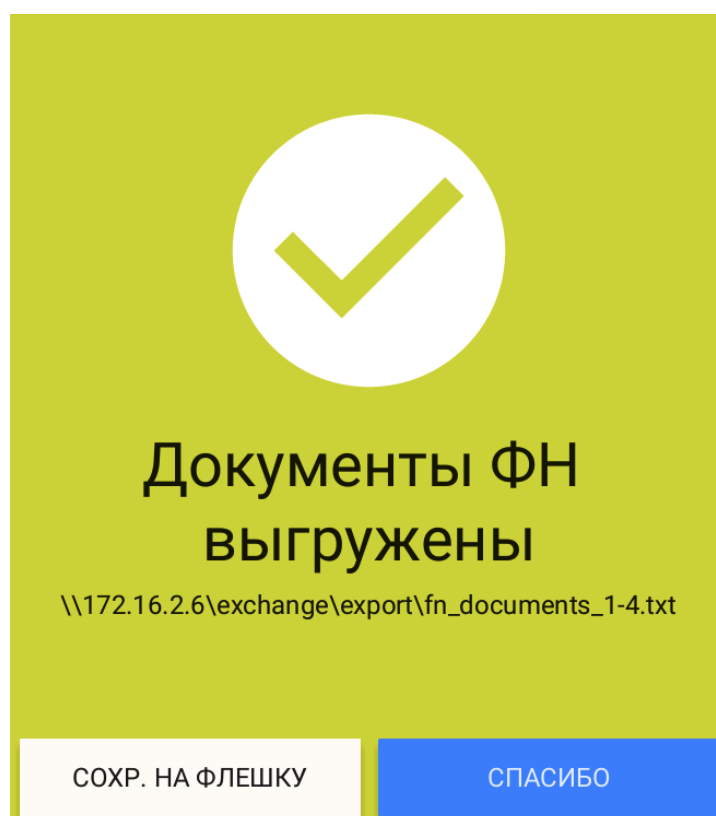 Документы ФН
выгружены
\\172.16.2.6\exchange\export\fn_documents_1-4.txt
СОХР. НА ФЛЕШКУ
СПАСИБО